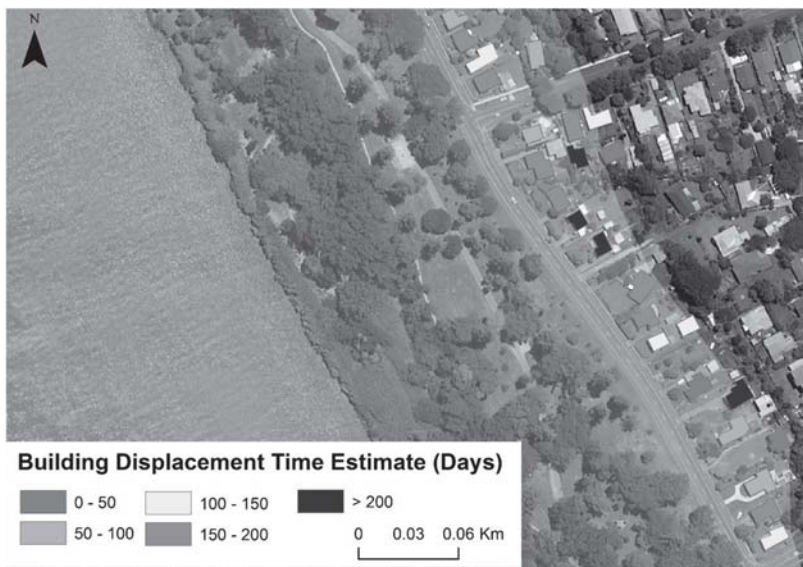 N
Building Displacement Time Estimate (Days)
0 - 50
100 - 150
> 200
50 - 100
150 - 200
0 0.03 0.06 Km